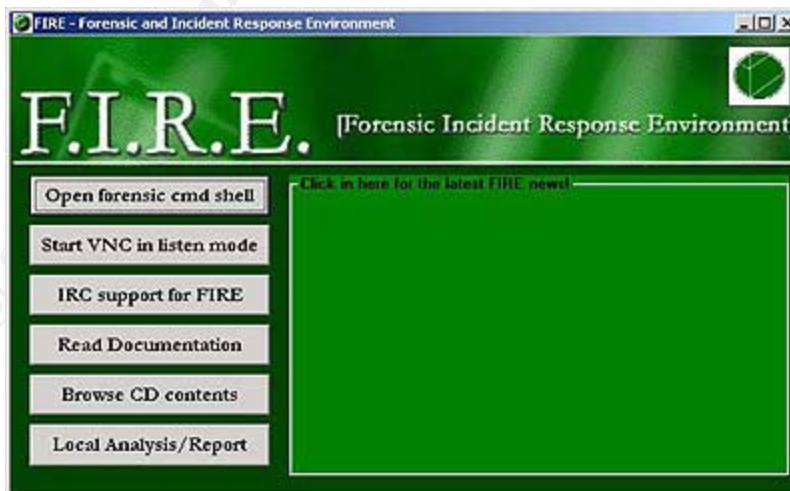 FIRE - Forensic and Incident Response Environment
F.I.R.E. [Forensic Incident Response Environment]
Open forensic cmd shell
Click in here for the latest FIRE news!
Start VNC in listen mode
IRC support for FIRE
Read Documentation
Browse CD contents
Local Analysis/Report